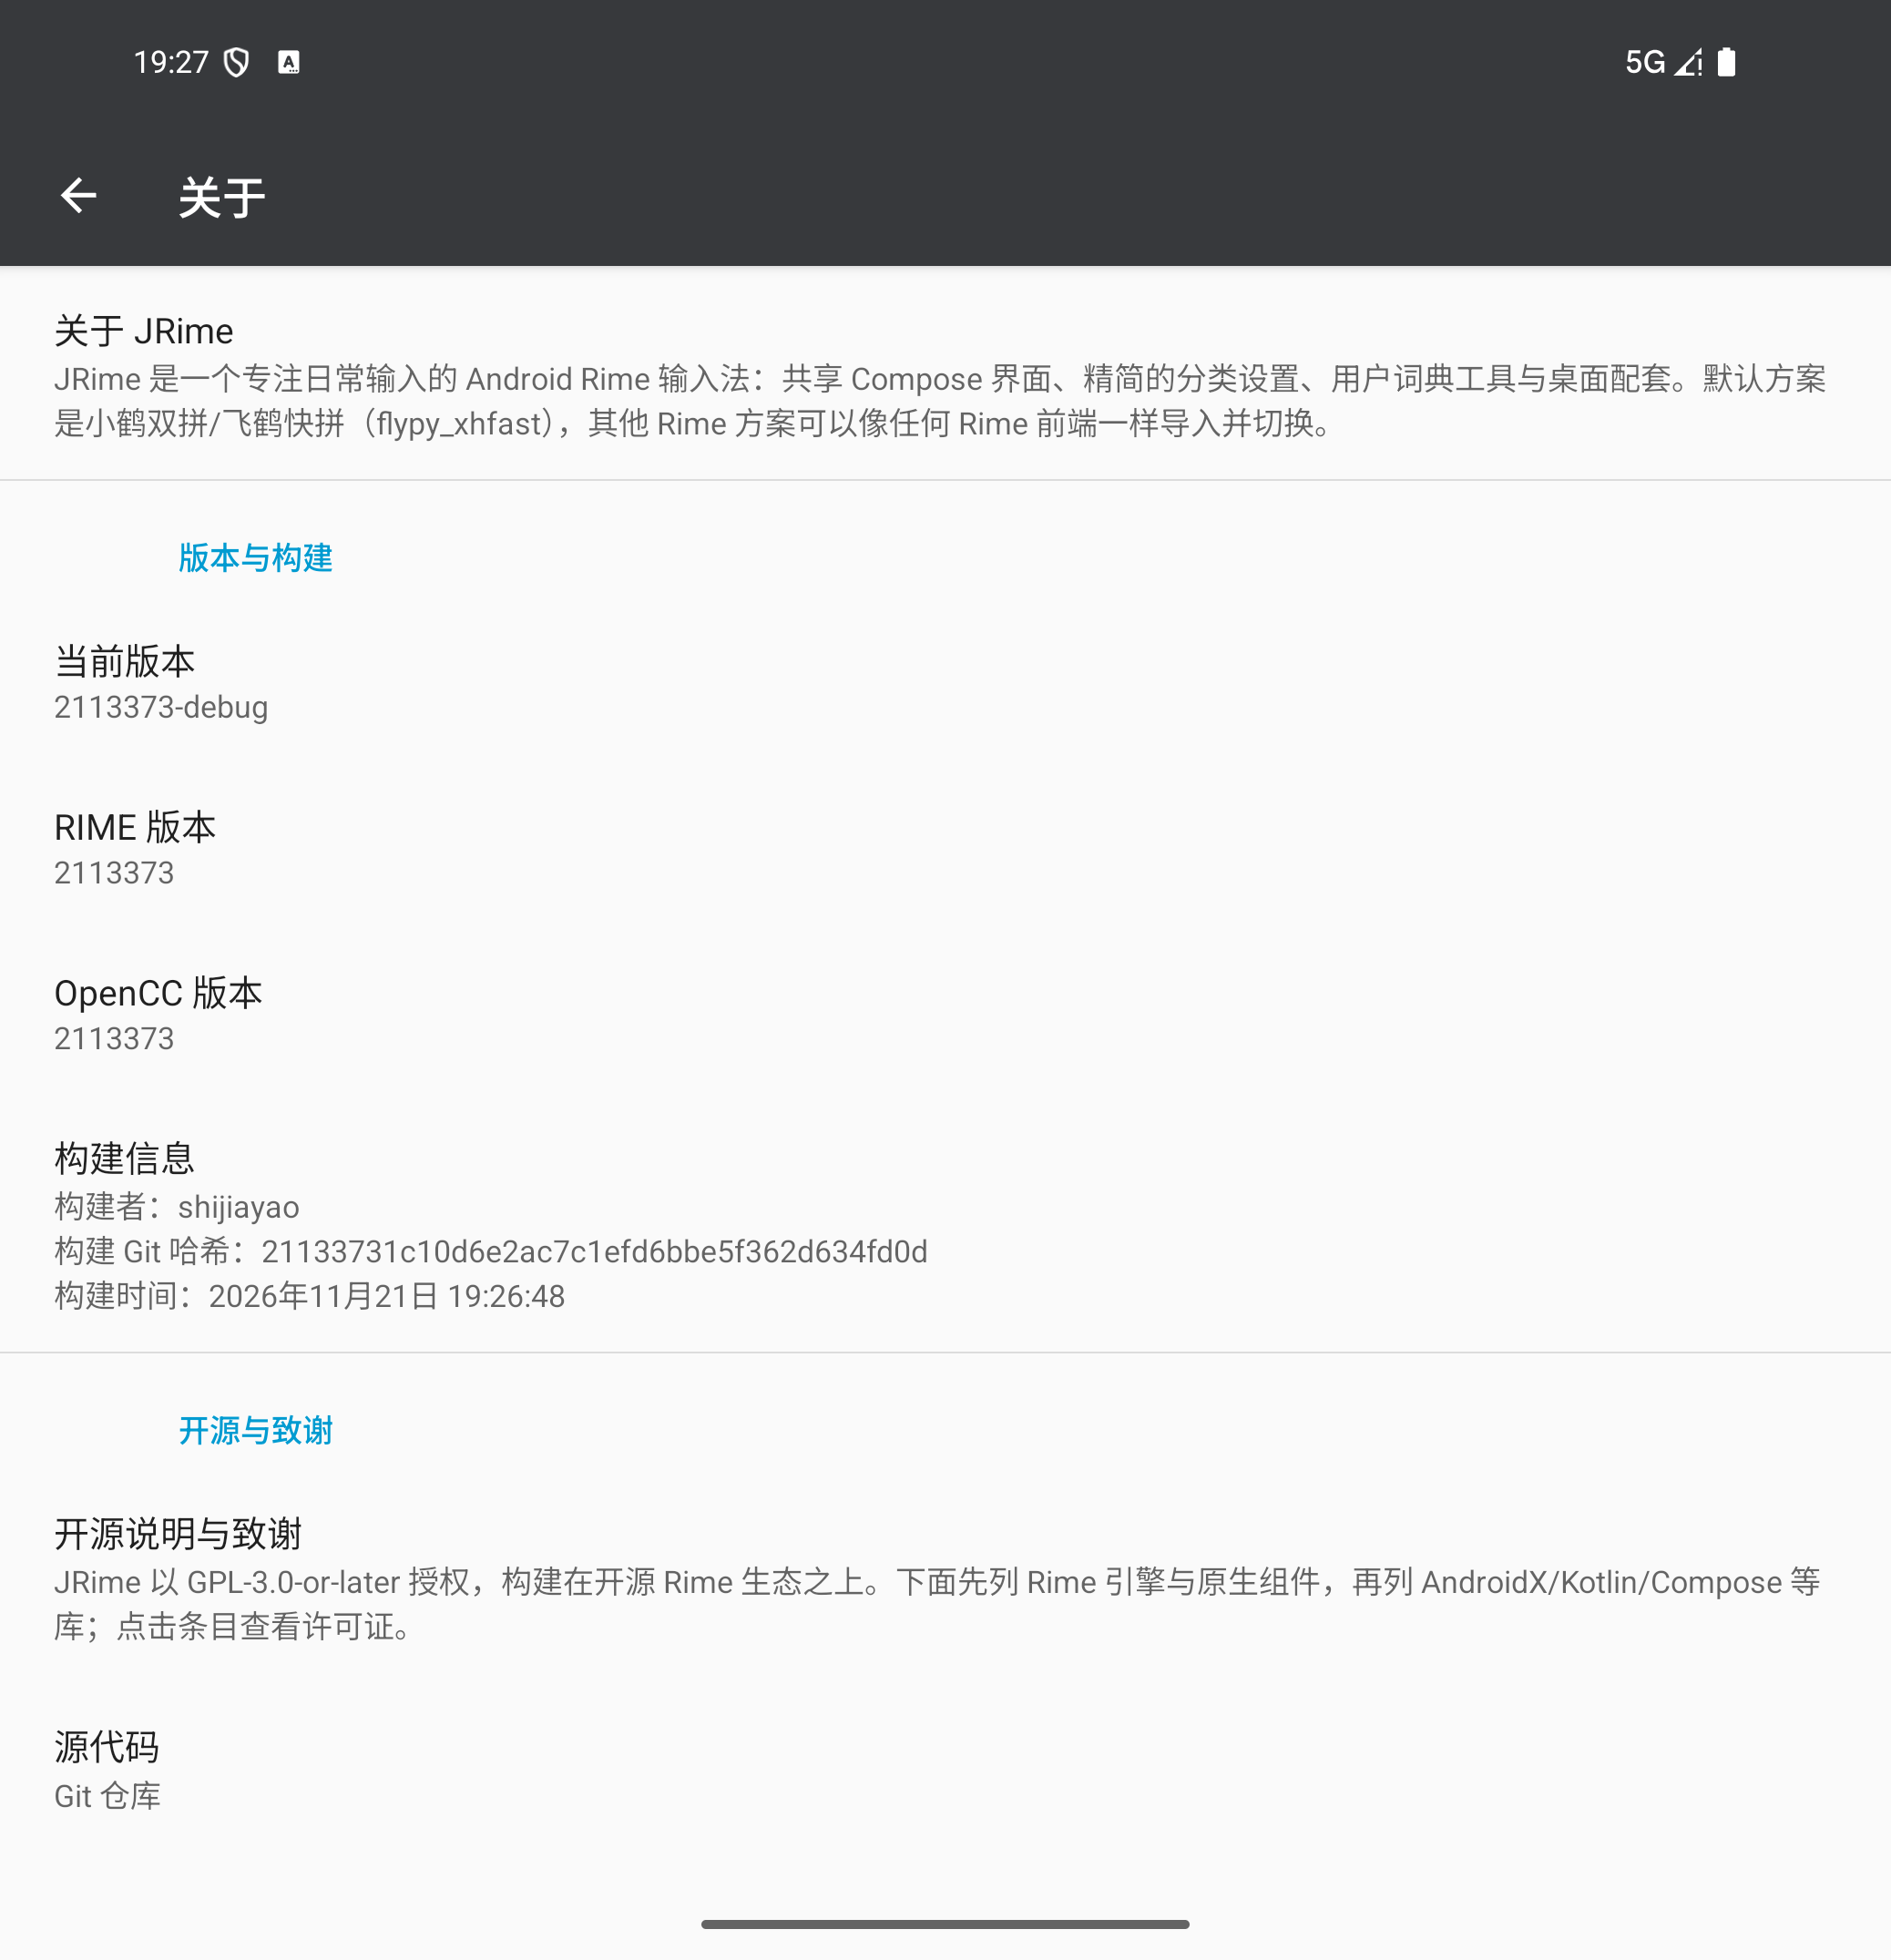 19:27
5G
关于
关于 JRime
JRime 是一个专注日常输入的 Android Rime 输入法：共享 Compose 界面、精简的分类设置、用户词典工具与桌面配套。默认方案
是小鹤双拼/飞鹤快拼（flypy_xhfast），其他 Rime 方案可以像任何 Rime 前端一样导入并切换。
版本与构建
当前版本
2113373-debug
RIME 版本
2113373
OpenCC 版本
2113373
构建信息
构建者：shijiayao
构建 Git 哈希：21133731c10d6e2ac7c1efd6bbe5f362d634fd0d
构建时间：2026年11月21日 19:26:48
开源与致谢
开源说明与致谢
JRime 以 GPL-3.0-or-later 授权，构建在开源 Rime 生态之上。下面先列 Rime 引擎与原生组件，再列 AndroidX/Kotlin/Compose 等
库；点击条目查看许可证。
源代码
Git 仓库